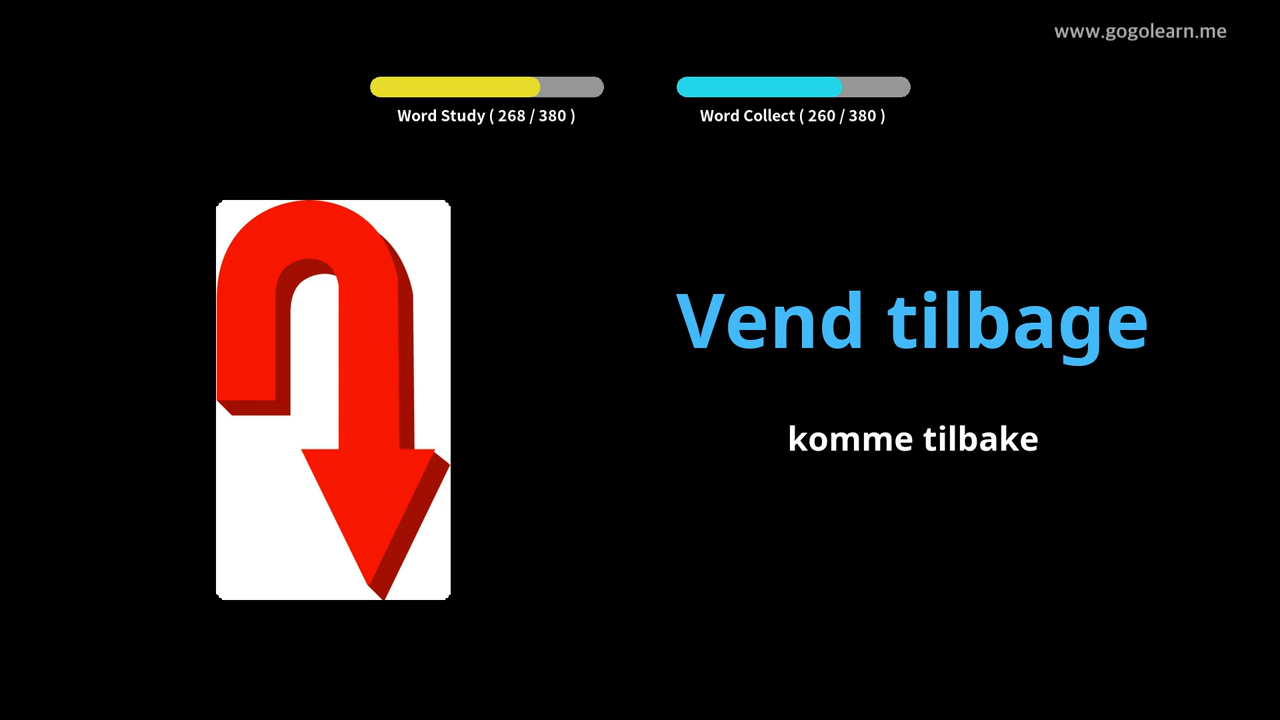 www.gogolearn.me
Word Study ( 268 / 380 )
Word Collect ( 260 / 380 )
Vend tilbage
komme tilbake